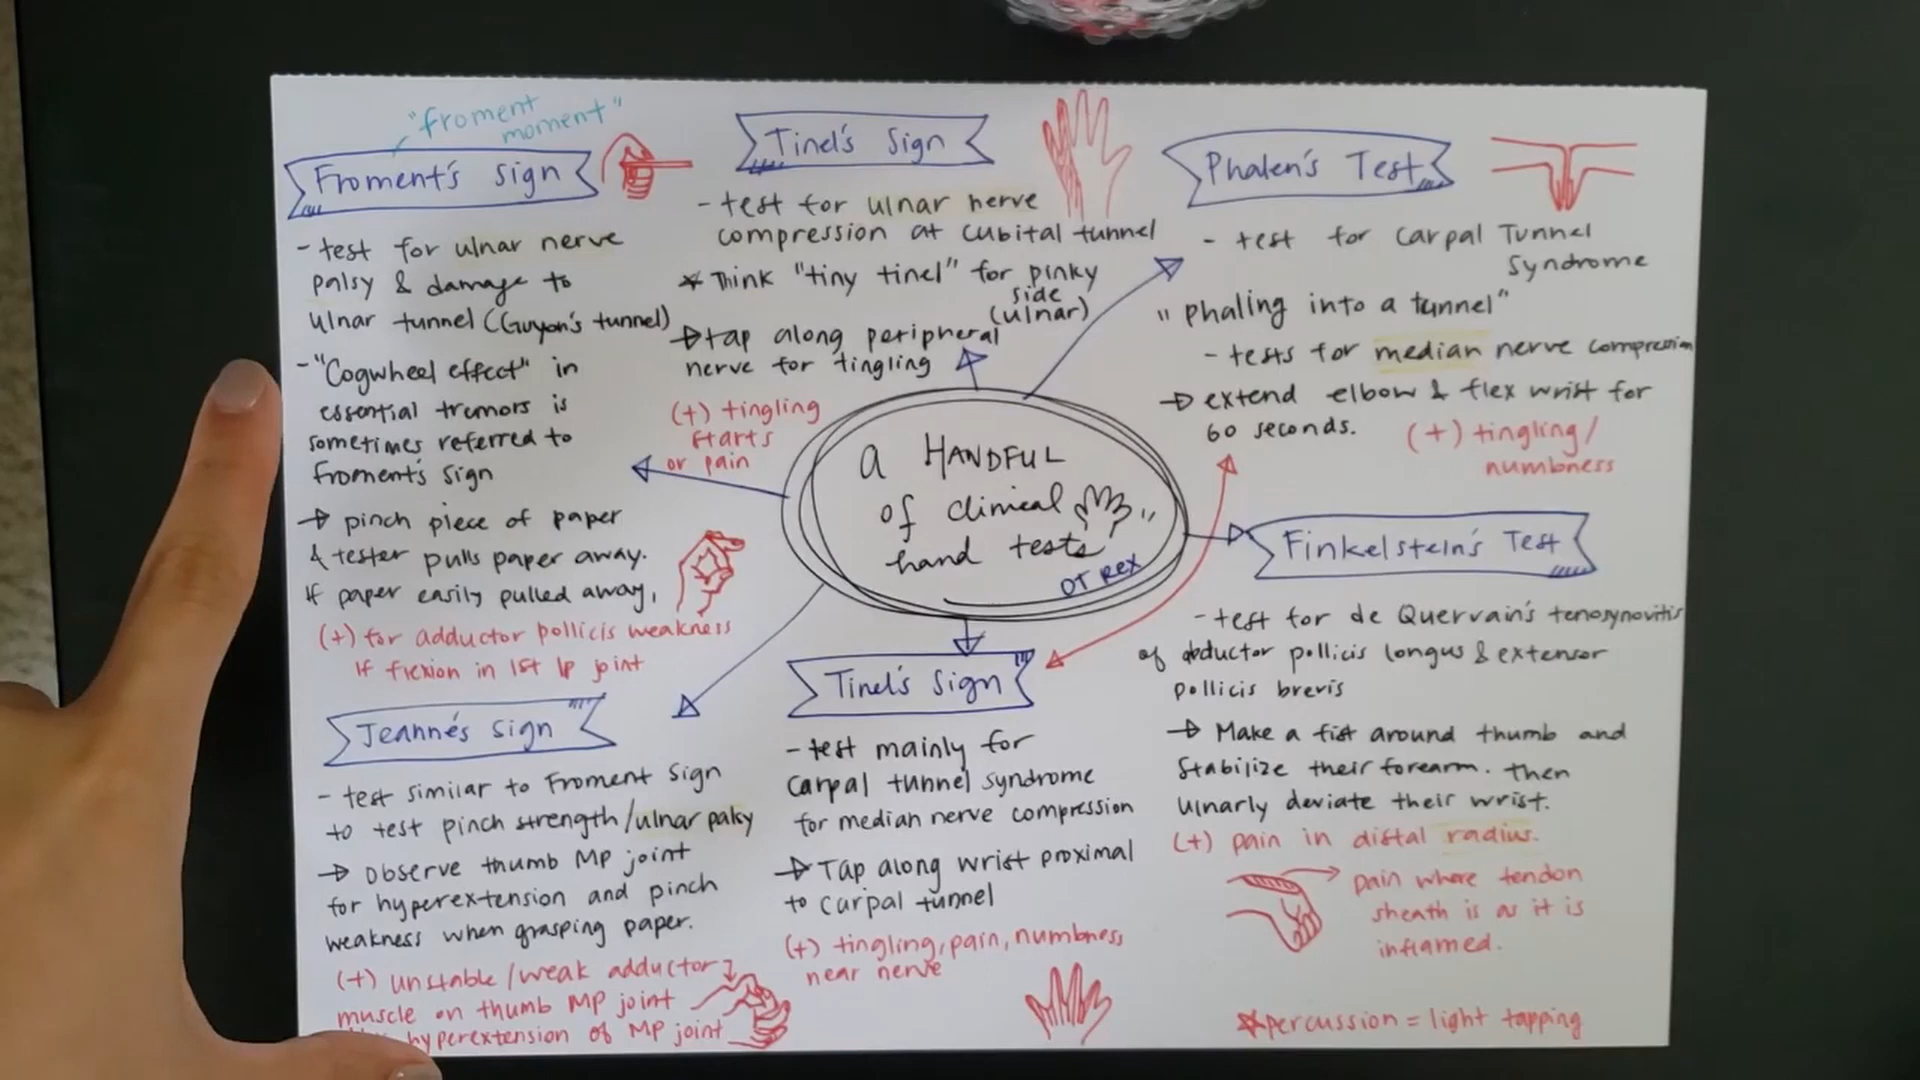 "froment
moment"
Froment's sign
- test for ulnar nerve
palsy & damage to
ulnar tunnel (Guyon's tunnel)
- "Cogwheel effect" in
essential tremors is
sometimes referred to
froment's sign
→ pinch piece of paper
& tester pulls paper away.
If paper easily pulled away,
(+) for adductor pollicis weakness
if flexion in 1st Ip joint
Jeanne's sign
- test similar to Froment sign
to test pinch strength/ulnar palsy
→ observe thumb MP joint
for hyperextension and pinch
weakness when grasping paper.
(+) unstable/weak adductor
muscle on thumb MP joint
hyperextension of MP joint
Tinel's sign
- test for ulnar nerve
compression at cubital tunnel
* Think "tiny tinel" for pinky
side
(ulnar)
→ tap along peripheral
nerve for tingling
(+) tingling
starts
or pain
a HANDFUL
of clinical
hand tests"
OT REX
Tinel's sign
- test mainly for
carpal tunnel syndrome
for median nerve compression
→ Tap along wrist proximal
to carpal tunnel
(+) tingling, pain, numbness
near nerve
Phalen's Test
- test for carpal Tunnel
Syndrome
"phaling into a tunnel"
- tests for median nerve compression
→ extend elbow & flex wrist for
60 seconds.
(+) tingling/
numbness
Finkelstein's Test
- test for de Quervain's tenosynovitis
of abductor pollicis longus & extensor
pollicis brevis
→ Make a fist around thumb and
stabilize their forearm. then
ulnarly deviate their wrist.
(+) pain in distal radius.
→ pain where tendon
sheath is as it is
inflamed.
*percussion = light tapping